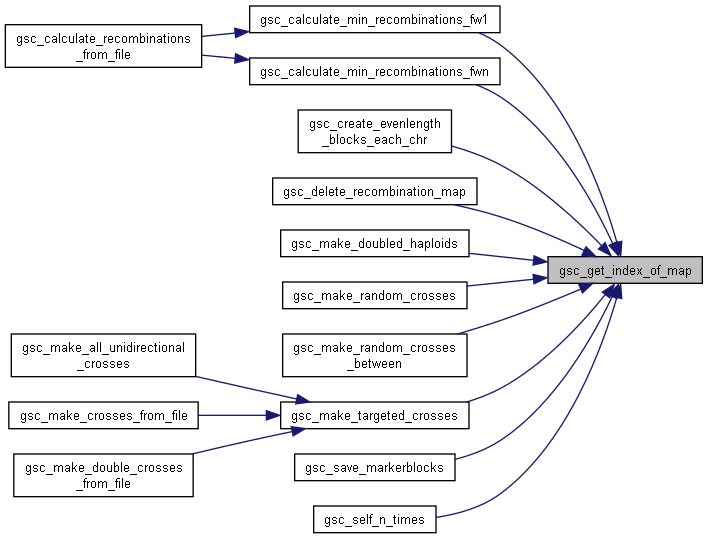 gsc_calculate_recombinations
_from_file
gsc_calculate_min_recombinations_fw1
gsc_calculate_min_recombinations_fwn
gsc_create_evenlength
_blocks_each_chr
gsc_delete_recombination_map
gsc_make_doubled_haploids
gsc_get_index_of_map
gsc_make_random_crosses
gsc_make_random_crosses
_between
gsc_make_all_unidirectional
_crosses
gsc_make_crosses_from_file
gsc_make_targeted_crosses
gsc_make_double_crosses
_from_file
gsc_save_markerblocks
gsc_self_n_times